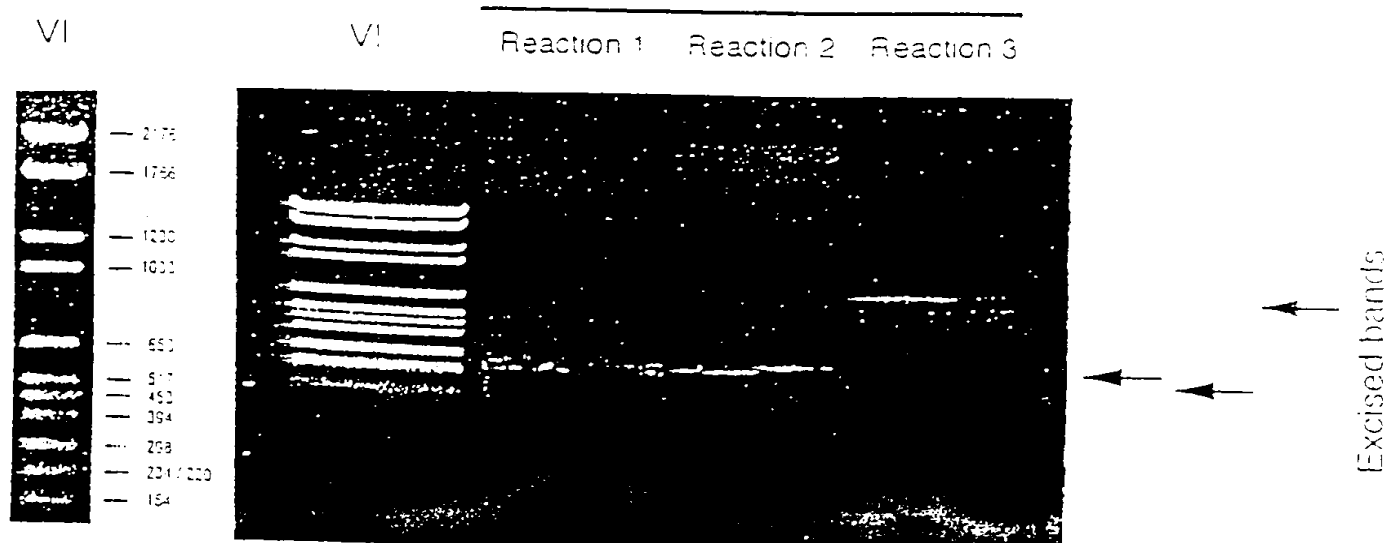 VI
VI
Reaction 1
Reaction 2
Reaction 3
2176
1766
1230
1033
653
517
453
394
298
234 / 220
154
Excised bands